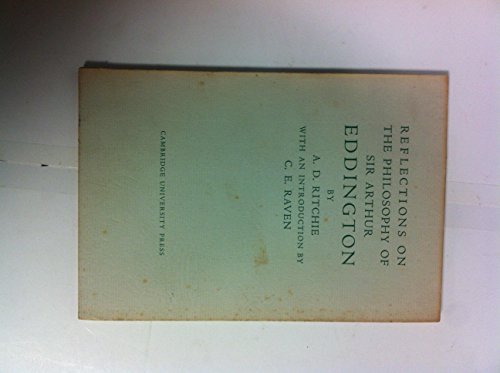 REFLECTIONS ON
THE PHILOSOPHY OF
SIR ARTHUR
EDDINGTON
BY
A. D. RITCHIE
WITH AN INTRODUCTION BY
C. E. RAVEN
CAMBRIDGE UNIVERSITY PRESS